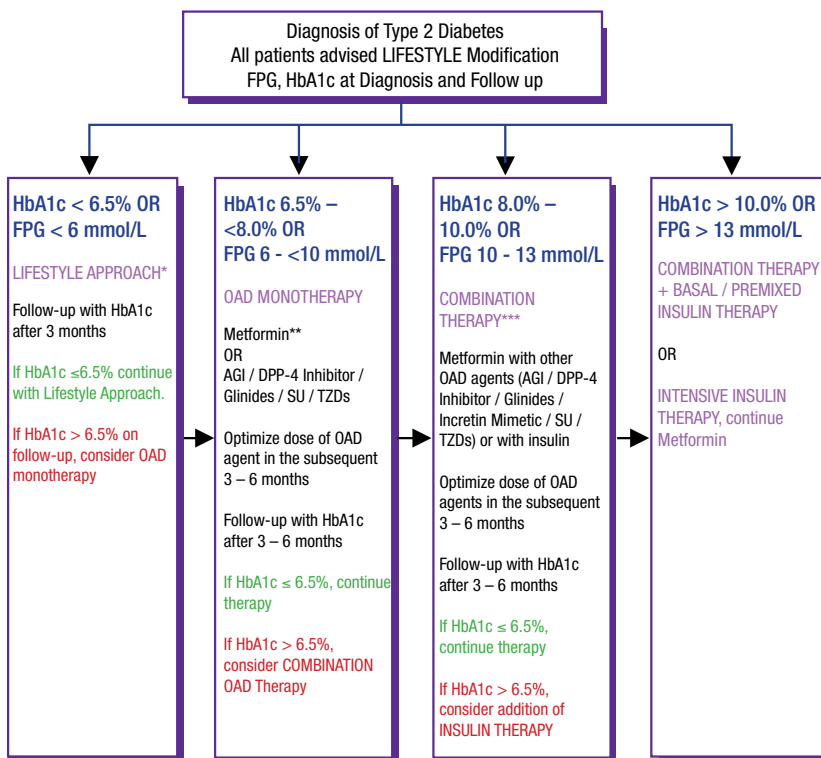 Diagnosis of Type 2 Diabetes
All patients advised LIFESTYLE Modification
FPG, HbA1c at Diagnosis and Follow up
HbA1c < 6.5% OR
FPG < 6 mmol/L
LIFESTYLE APPROACH*
Follow-up with HbA1c
after 3 months
If HbA1c ≤6.5% continue
with Lifestyle Approach.
If HbA1c > 6.5% on
follow-up, consider OAD
monotherapy
HbA1c 6.5% –
<8.0% OR
FPG 6 - <10 mmol/L
OAD MONOTHERAPY
Metformin**
OR
AGI / DPP-4 Inhibitor /
Glinides / SU / TZDs
Optimize dose of OAD
agent in the subsequent
3 – 6 months
Follow-up with HbA1c
after 3 – 6 months
If HbA1c ≤ 6.5%, continue
therapy
If HbA1c > 6.5%,
consider COMBINATION
OAD Therapy
HbA1c 8.0% –
10.0% OR
FPG 10 - 13 mmol/L
COMBINATION
THERAPY***
Metformin with other
OAD agents (AGI / DPP-4
Inhibitor / Glinides /
Incretin Mimetic / SU /
TZDs) or with insulin
Optimize dose of OAD
agents in the subsequent
3 – 6 months
Follow-up with HbA1c
after 3 – 6 months
If HbA1c ≤ 6.5%,
continue therapy
If HbA1c > 6.5%,
consider addition of
INSULIN THERAPY
HbA1c > 10.0% OR
FPG > 13 mmol/L
COMBINATION THERAPY
+ BASAL / PREMIXED
INSULIN THERAPY
OR
INTENSIVE INSULIN
THERAPY, continue
Metformin